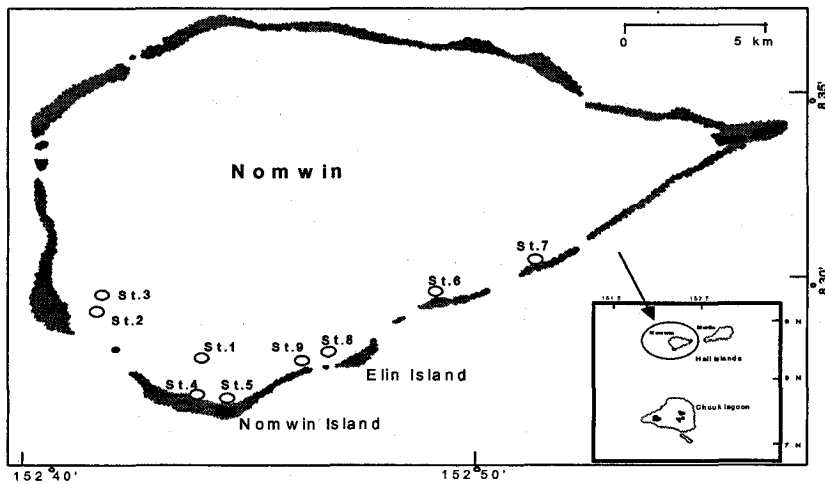 0 5 km
8°35'
Nomwin
St.7
St.6
8°30'
St.3
St.2
St.1
St.9
St.8
St.4
St.5
Elin Island
Nomwin Island
152°40'
152°50'
Hall Islands
Chuuk lagoon
7 N